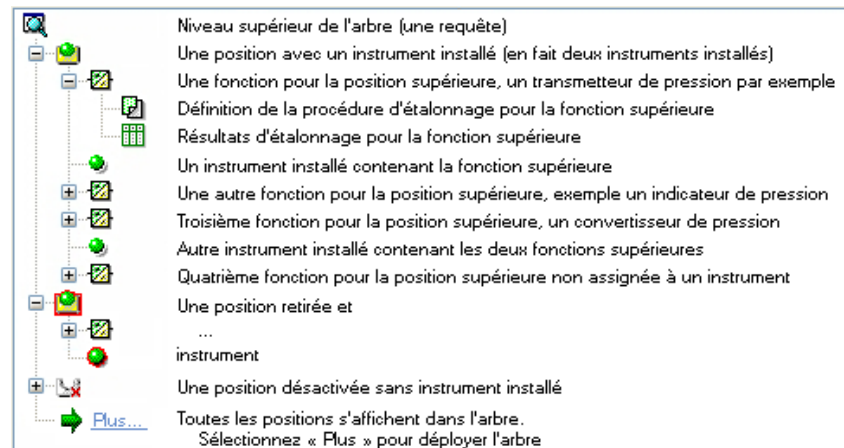 Niveau supérieur de l'arbre (une requête)
Une position avec un instrument installé (en fait deux instruments installés)
Une fonction pour la position supérieure, un transmetteur de pression par exemple
Définition de la procédure d'étalonnage pour la fonction supérieure
Résultats d'étalonnage pour la fonction supérieure
Un instrument installé contenant la fonction supérieure
Une autre fonction pour la position supérieure, exemple un indicateur de pression
Troisième fonction pour la position supérieure, un convertisseur de pression
Autre instrument installé contenant les deux fonctions supérieures
Quatrième fonction pour la position supérieure non assignée à un instrument
Une position retirée et
...
instrument
Une position désactivée sans instrument installé
Plus... Toutes les positions s'affichent dans l'arbre.
Sélectionnez « Plus » pour déployer l'arbre